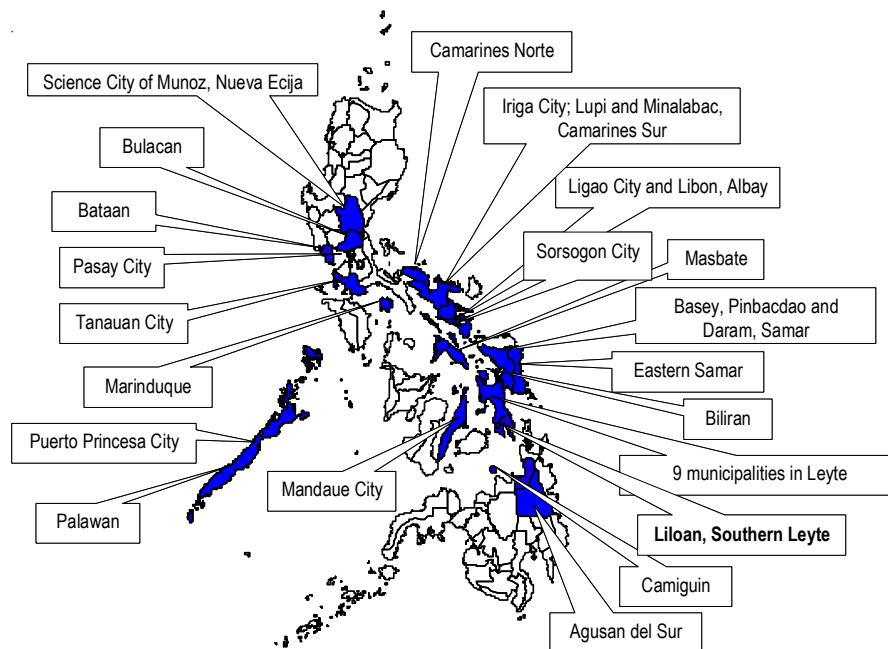 Camarines Norte
Science City of Munoz, Nueva Ecija
Iriga City; Lupi and Minalabac,
Camarines Sur
Bulacan
Ligao City and Libon, Albay
Bataan
Sorsogon City
Masbate
Pasay City
Tanauan City
Basey, Pinbacdao and
Daram, Samar
Marinduque
Eastern Samar
Biliran
Puerto Princesa City
9 municipalities in Leyte
Mandaue City
Palawan
Liloan, Southern Leyte
Camiguin
Agusan del Sur